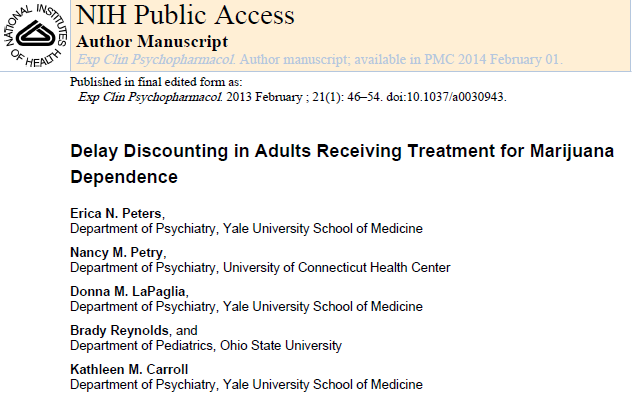 NATIONAL INSTITUTES
OF HEALTH
NIH Public Access
Author Manuscript
Exp Clin Psychopharmacol. Author manuscript; available in PMC 2014 February 01.
Published in final edited form as:
Exp Clin Psychopharmacol. 2013 February ; 21(1): 46–54. doi:10.1037/a0030943.
Delay Discounting in Adults Receiving Treatment for Marijuana
Dependence
Erica N. Peters,
Department of Psychiatry, Yale University School of Medicine
Nancy M. Petry,
Department of Psychiatry, University of Connecticut Health Center
Donna M. LaPaglia,
Department of Psychiatry, Yale University School of Medicine
Brady Reynolds, and
Department of Pediatrics, Ohio State University
Kathleen M. Carroll
Department of Psychiatry, Yale University School of Medicine